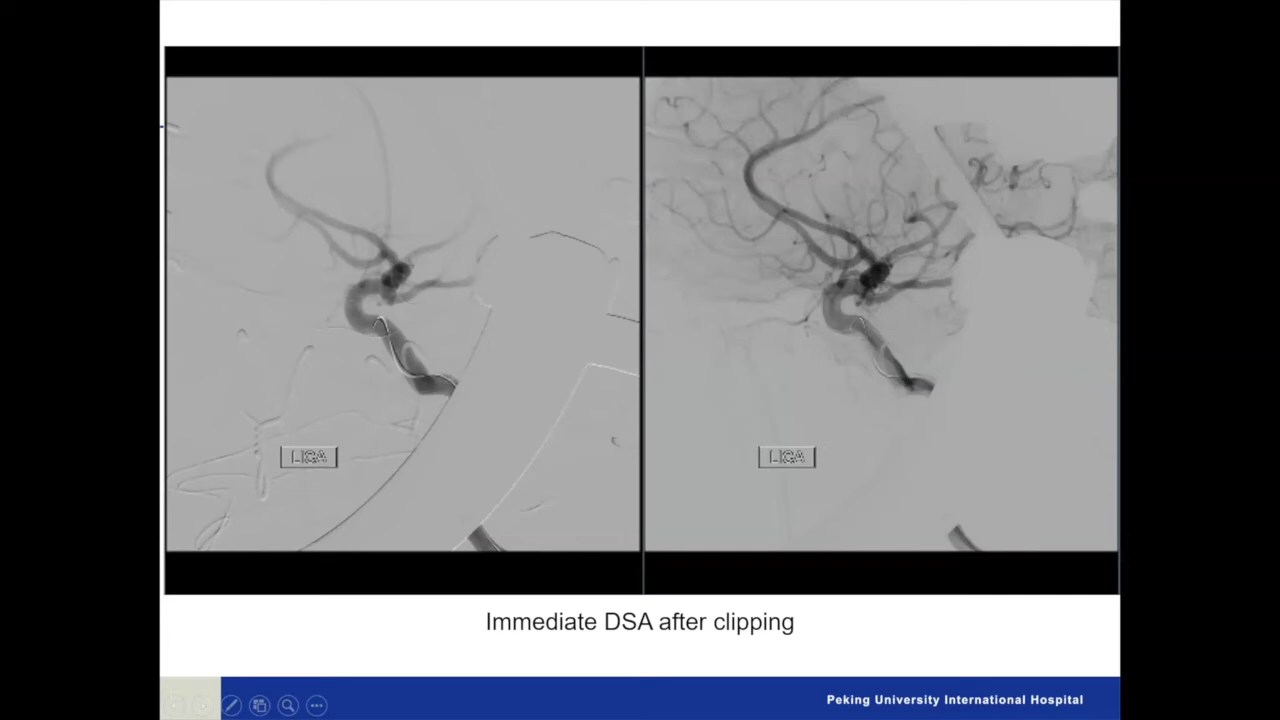 LICA
LICA
Immediate DSA after clipping
Peking University International Hospital